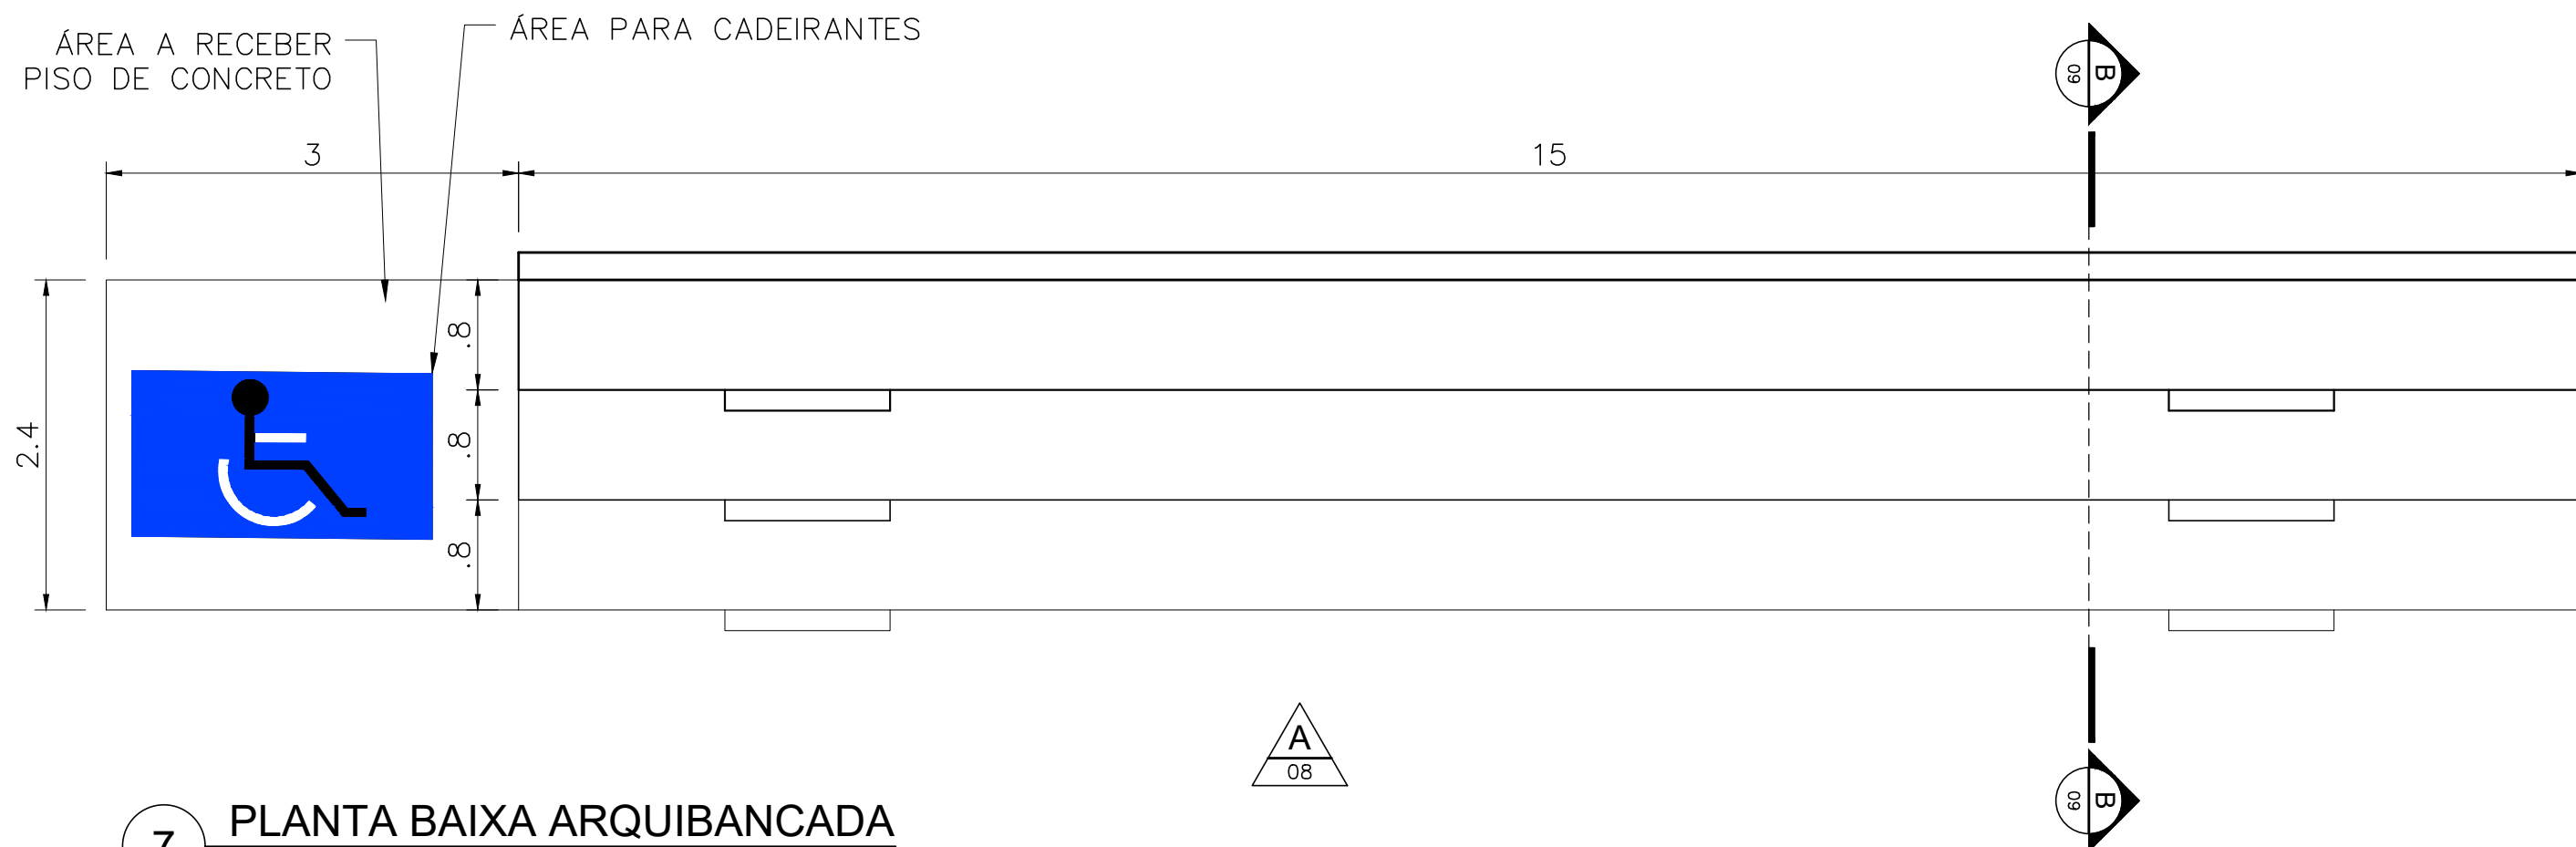 ÁREA A RECEBER
PISO DE CONCRETO
ÁREA PARA CADEIRANTES
B
09
3
15
2.4
.8
.8
.8
A
08
B
09
7
PLANTA BAIXA ARQUIBANCADA